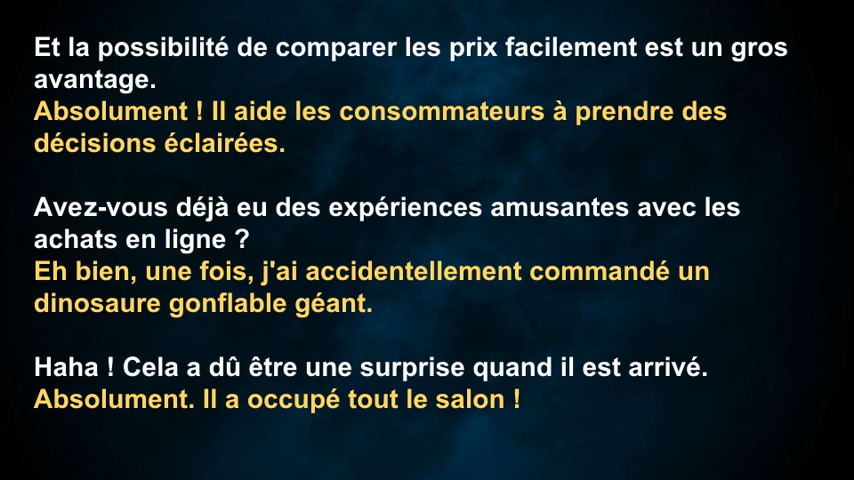 Et la possibilité de comparer les prix facilement est un gros
avantage.
Absolument ! Il aide les consommateurs à prendre des
décisions éclairées.
Avez-vous déjà eu des expériences amusantes avec les
achats en ligne ?
Eh bien, une fois, j'ai accidentellement commandé un
dinosaure gonflable géant.
Haha ! Cela a dû être une surprise quand il est arrivé.
Absolument. Il a occupé tout le salon !